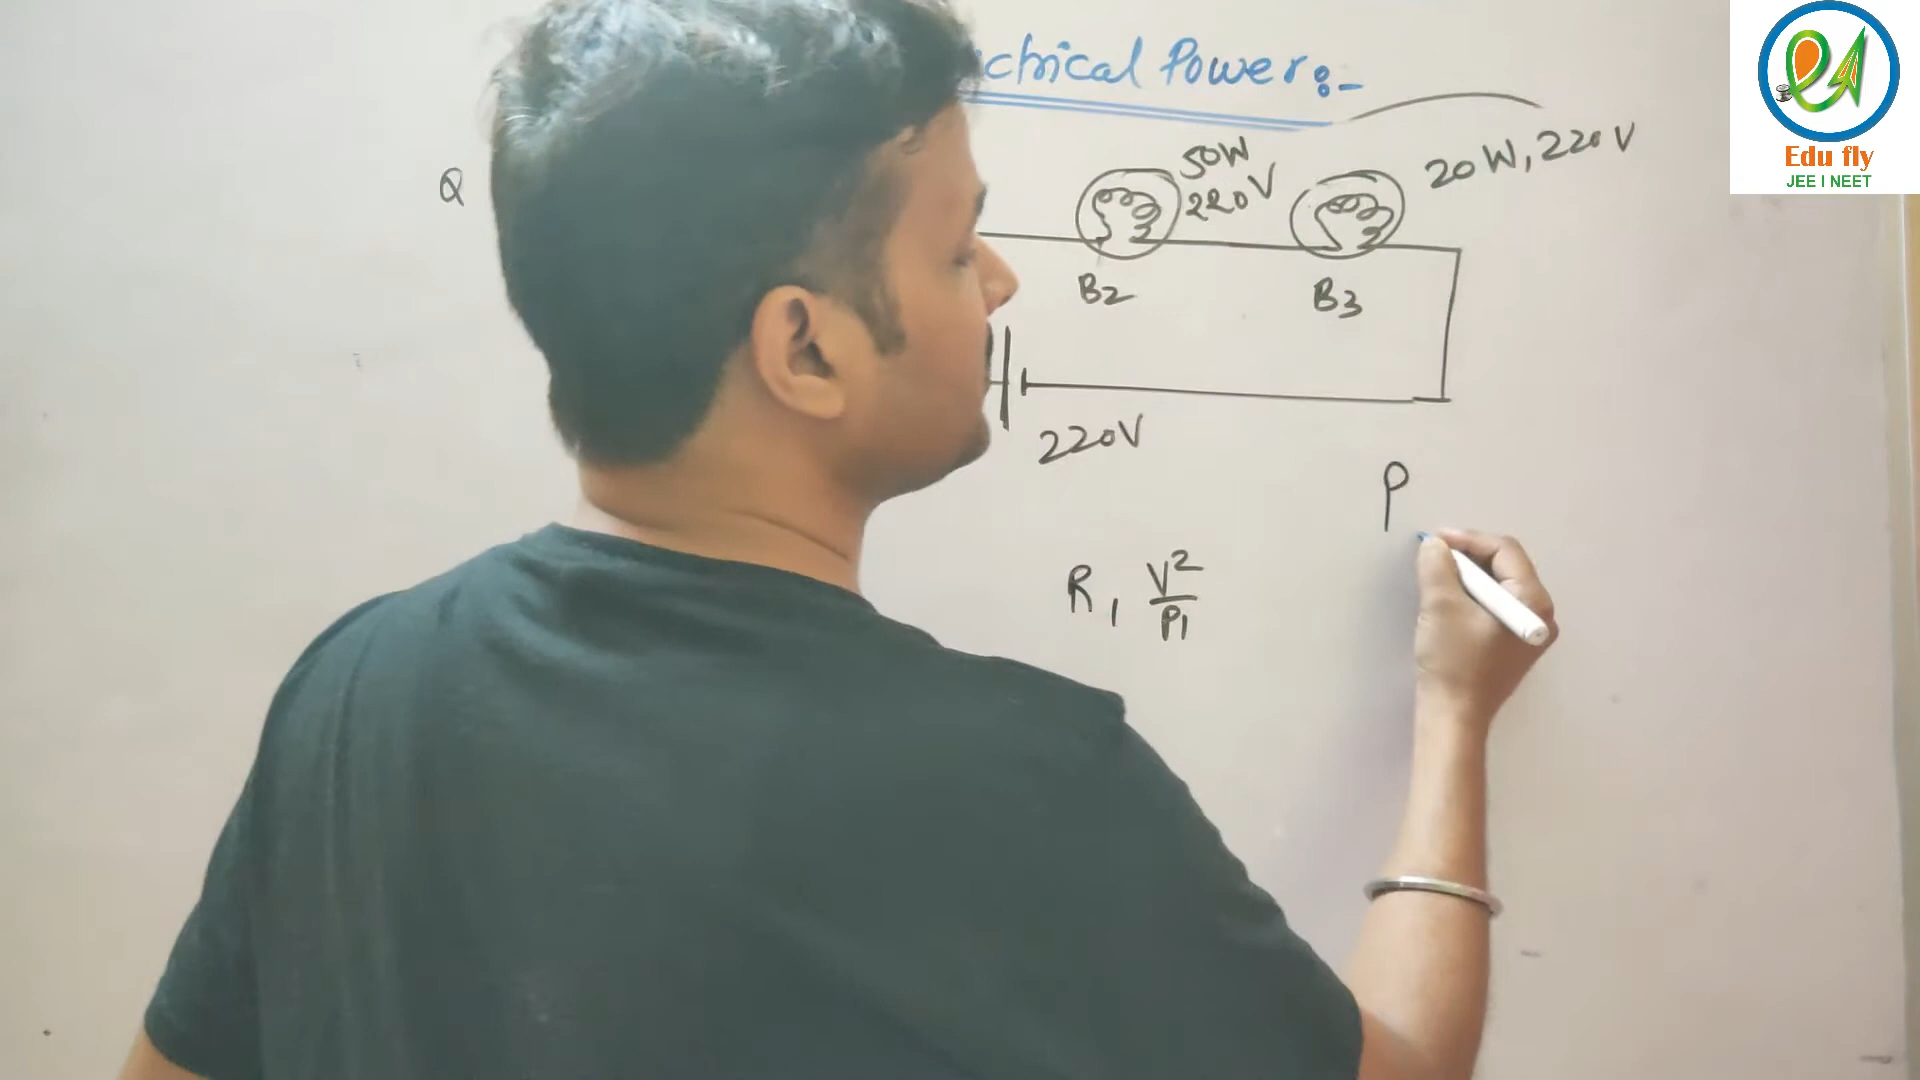 ctrical Power:-
Q
50W
220V
20W, 220V
B2
B3
220V
P
R1 V²/P1
Edu fly
JEE I NEET